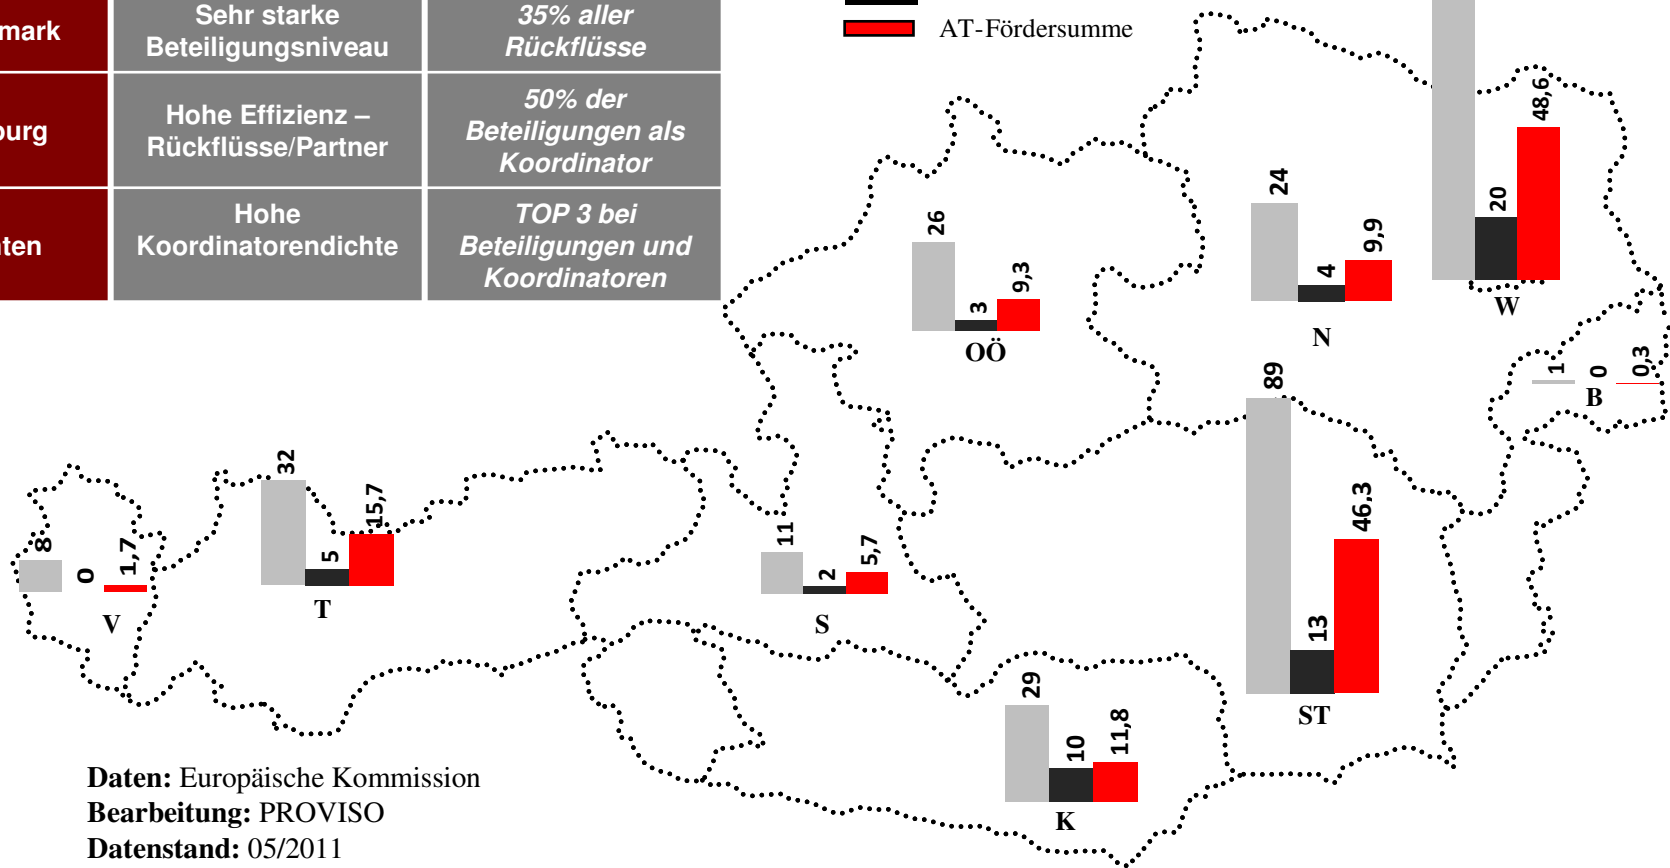 mark
Sehr starke
Beteiligungsniveau
35% aller
Rückflüsse
burg
Hohe Effizienz –
Rückflüsse/Partner
50% der
Beteiligungen als
Koordinator
ten
Hohe
Koordinatorendichte
TOP 3 bei
Beteiligungen und
Koordinatoren
AT-Fördersumme
20
48,6
W
24
4
9,9
N
26
3
9,3
OÖ
1
0
0,3
B
89
13
46,3
ST
32
5
15,7
T
8
0
1,7
V
11
2
5,7
S
29
10
11,8
K
Daten: Europäische Kommission
Bearbeitung: PROVISO
Datenstand: 05/2011